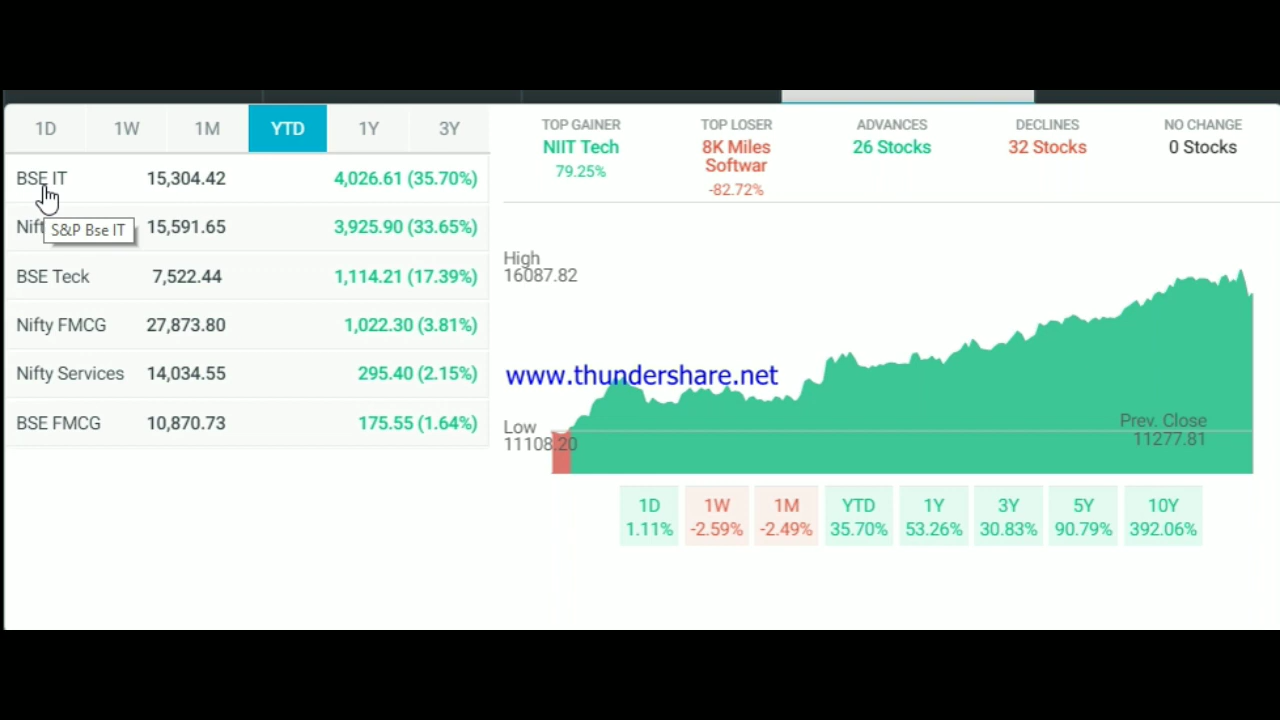 1D 1W 1M YTD 1Y 3Y
BSE IT 15,304.42 4,026.61 (35.70%)
S&P Bse IT
Nift 15,591.65 3,925.90 (33.65%)
BSE Teck 7,522.44 1,114.21 (17.39%)
Nifty FMCG 27,873.80 1,022.30 (3.81%)
Nifty Services 14,034.55 295.40 (2.15%)
BSE FMCG 10,870.73 175.55 (1.64%)
TOP GAINER
NIIT Tech
79.25%
TOP LOSER
8K Miles
Softwar
-82.72%
ADVANCES
26 Stocks
DECLINES
32 Stocks
NO CHANGE
0 Stocks
High
16087.82
www.thundershare.net
Low
11108.20
Prev. Close
11277.81
1D 1W 1M YTD 1Y 3Y 5Y 10Y
1.11% -2.59% -2.49% 35.70% 53.26% 30.83% 90.79% 392.06%